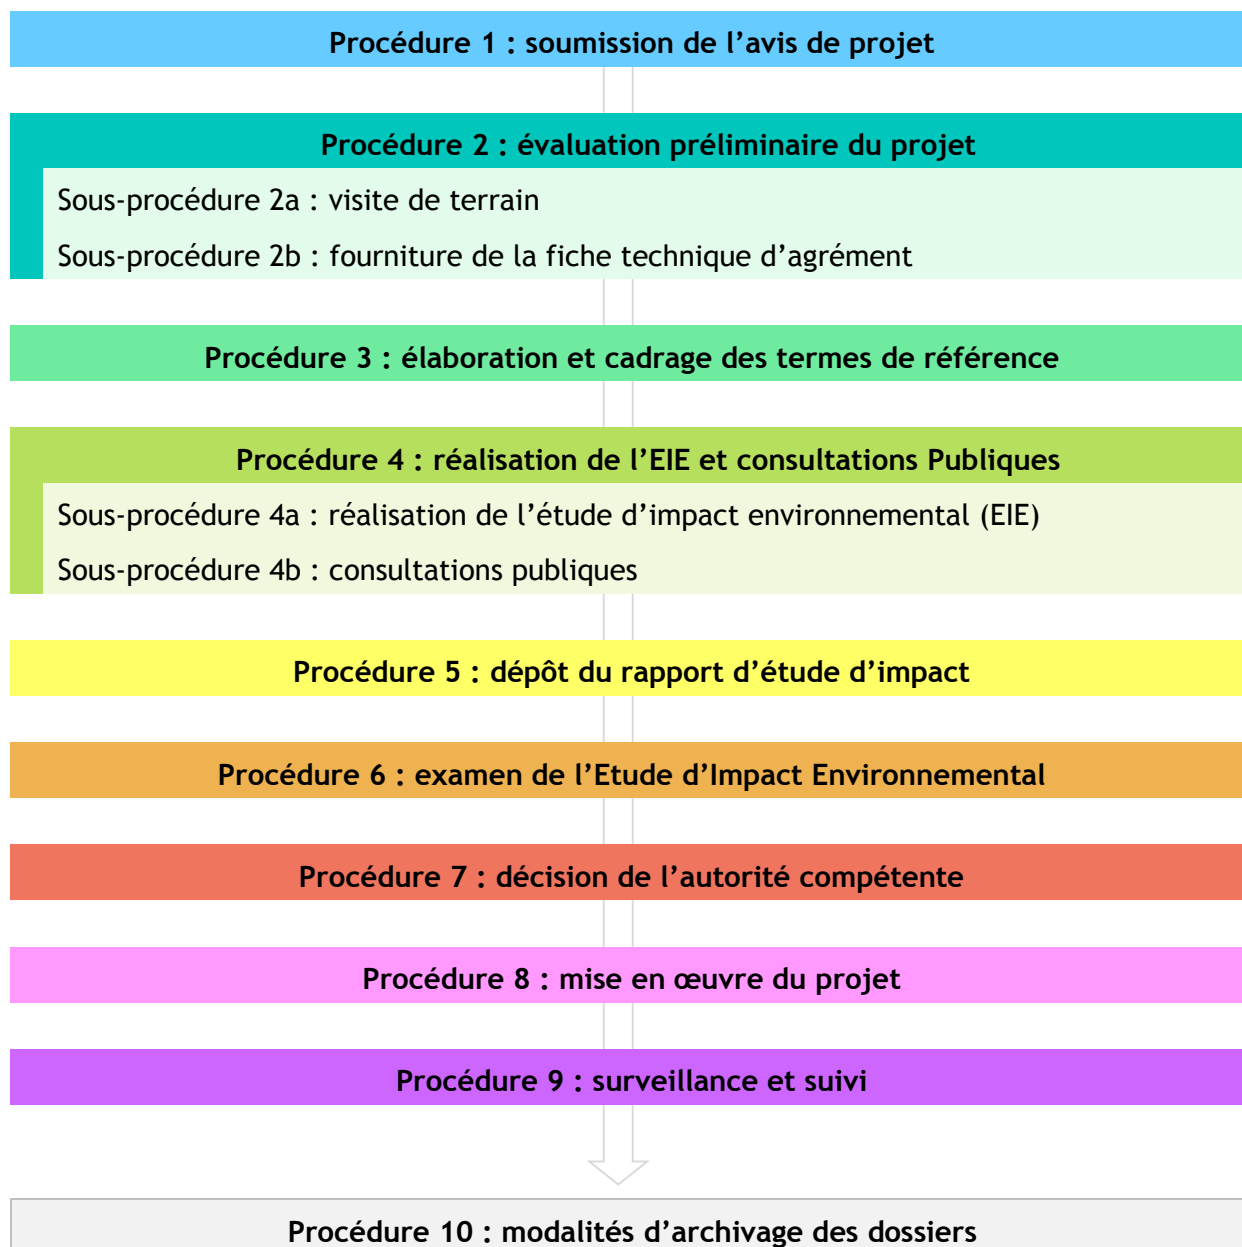 Procédure 1 : soumission de l’avis de projet
Procédure 2 : évaluation préliminaire du projet
Sous-procédure 2a : visite de terrain
Sous-procédure 2b : fourniture de la fiche technique d’agrément
Procédure 3 : élaboration et cadrage des termes de référence
Procédure 4 : réalisation de l’EIE et consultations Publiques
Sous-procédure 4a : réalisation de l’étude d’impact environnemental (EIE)
Sous-procédure 4b : consultations publiques
Procédure 5 : dépôt du rapport d’étude d’impact
Procédure 6 : examen de l’Etude d’Impact Environnemental
Procédure 7 : décision de l’autorité compétente
Procédure 8 : mise en œuvre du projet
Procédure 9 : surveillance et suivi
Procédure 10 : modalités d’archivage des dossiers